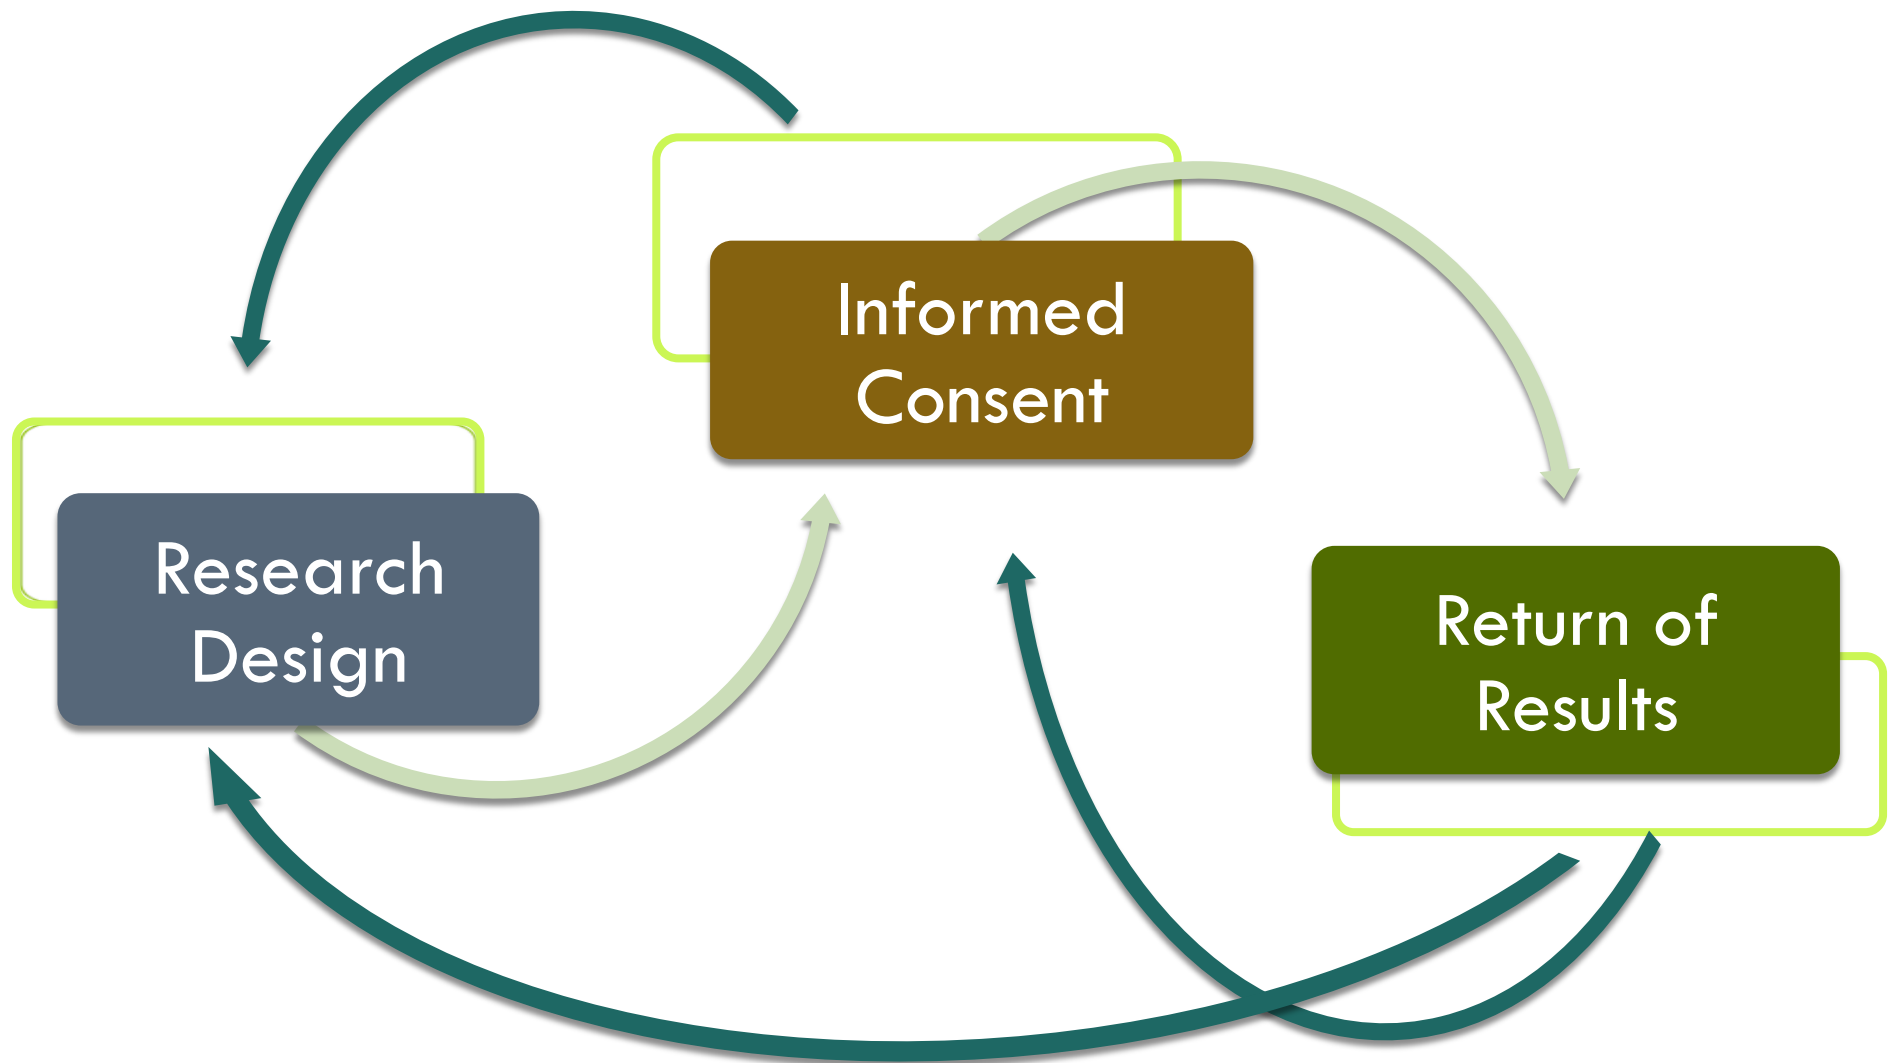 Informed
Consent
Research
Design
Return of
Results